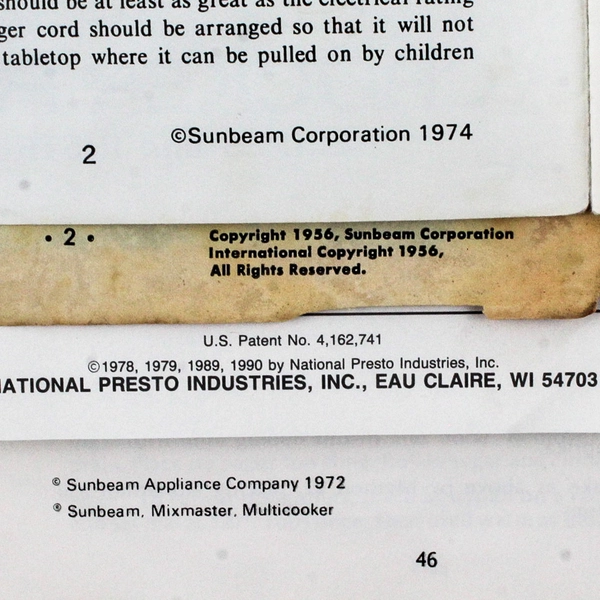 should be at least as great as the electrical rating
ger cord should be arranged so that it will not
tabletop where it can be pulled on by children
©Sunbeam Corporation 1974
2
• 2 •
Copyright 1956, Sunbeam Corporation
International Copyright 1956,
All Rights Reserved.
U.S. Patent No. 4,162,741
©1978, 1979, 1989, 1990 by National Presto Industries, Inc.
NATIONAL PRESTO INDUSTRIES, INC., EAU CLAIRE, WI 54703
© Sunbeam Appliance Company 1972
® Sunbeam, Mixmaster, Multicooker
46